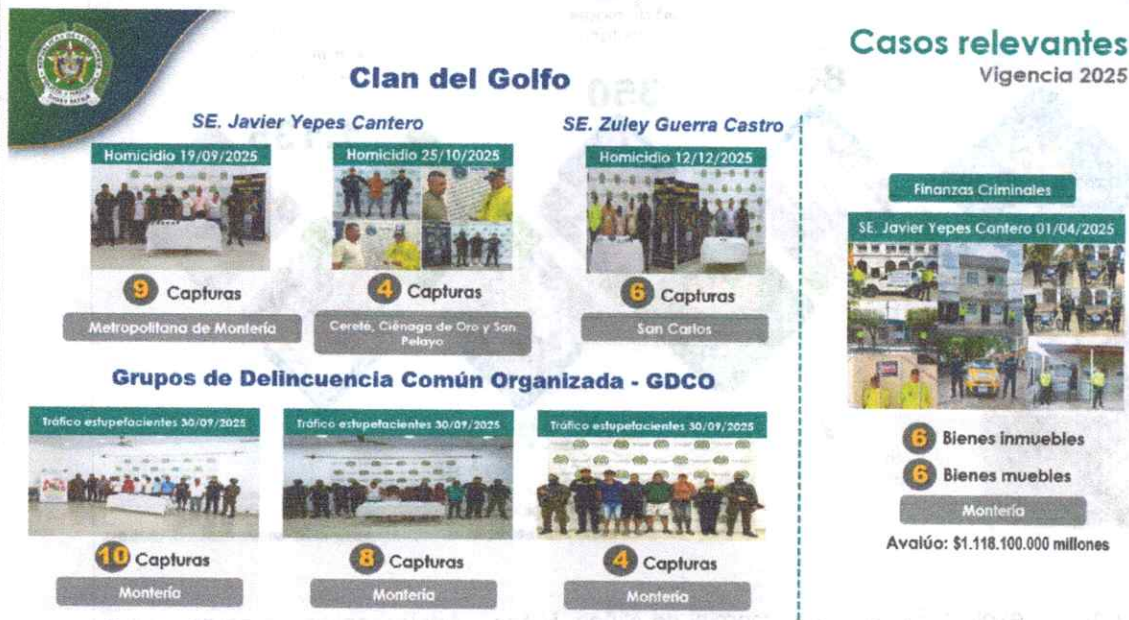 Casos relevantes
Vigencia 2025
Clan del Golfo
SE. Javier Yepes Cantero
SE. Zuley Guerra Castro
Homicidio 19/09/2025
Homicidio 25/10/2025
Homicidio 12/12/2025
9 Capturas
4 Capturas
6 Capturas
Metropolitana de Montería
Cereté, Ciénaga de Oro y San
Pelayo
San Carlos
Grupos de Delincuencia Común Organizada - GDCO
Tráfico estupefacientes 30/09/2025
Tráfico estupefacientes 30/09/2025
Tráfico estupefacientes 30/09/2025
10 Capturas
8 Capturas
4 Capturas
Montería
Montería
Montería
Finanzas Criminales
SE. Javier Yepes Cantero 01/04/2025
6 Bienes inmuebles
6 Bienes muebles
Montería
Avalúo: $1.118.100.000 millones